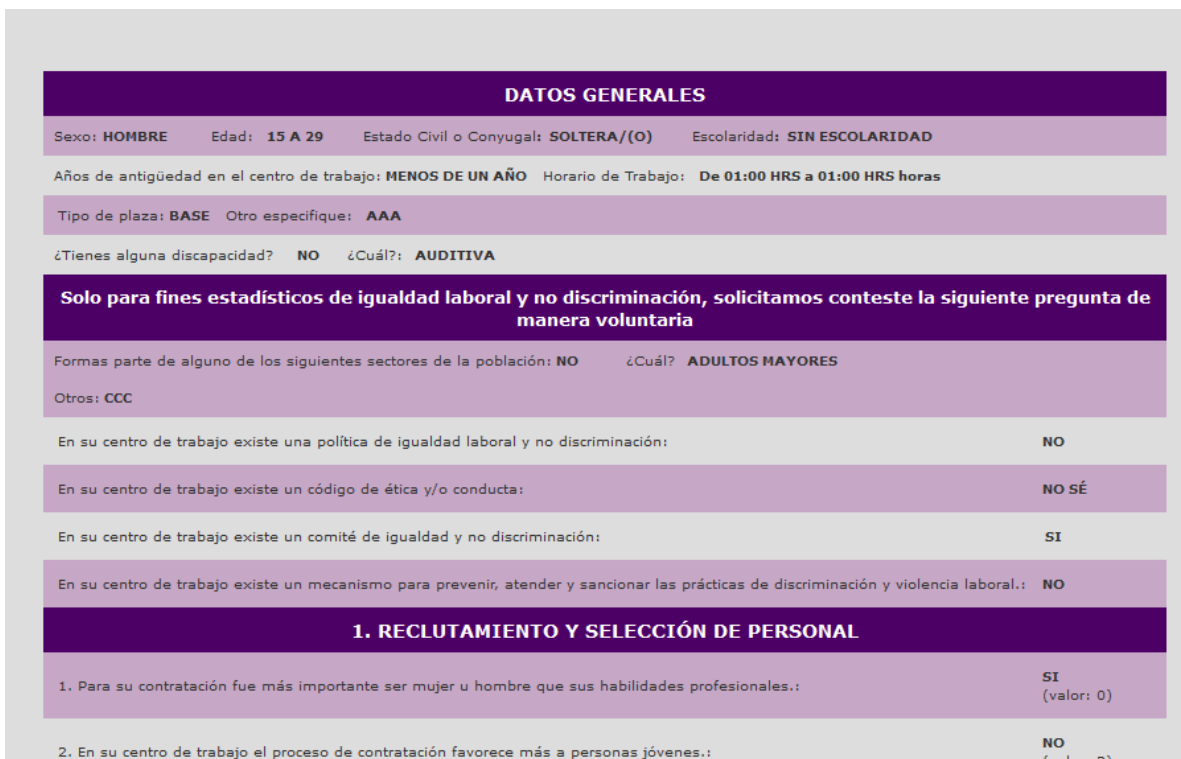 DATOS GENERALES
Sexo: HOMBRE Edad: 15 A 29 Estado Civil o Conyugal: SOLTERA/(O) Escolaridad: SIN ESCOLARIDAD
Años de antigüedad en el centro de trabajo: MENOS DE UN AÑO Horario de Trabajo: De 01:00 HRS a 01:00 HRS horas
Tipo de plaza: BASE Otro especifique: AAA
¿Tienes alguna discapacidad? NO ¿Cuál?: AUDITIVA
Solo para fines estadísticos de igualdad laboral y no discriminación, solicitamos conteste la siguiente pregunta de
manera voluntaria
Formas parte de alguno de los siguientes sectores de la población: NO ¿Cuál? ADULTOS MAYORES
Otros: CCC
En su centro de trabajo existe una política de igualdad laboral y no discriminación: NO
En su centro de trabajo existe un código de ética y/o conducta: NO SÉ
En su centro de trabajo existe un comité de igualdad y no discriminación: SI
En su centro de trabajo existe un mecanismo para prevenir, atender y sancionar las prácticas de discriminación y violencia laboral.: NO
1. RECLUTAMIENTO Y SELECCIÓN DE PERSONAL
1. Para su contratación fue más importante ser mujer u hombre que sus habilidades profesionales.: SI
(valor: 0)
2. En su centro de trabajo el proceso de contratación favorece más a personas jóvenes.: NO